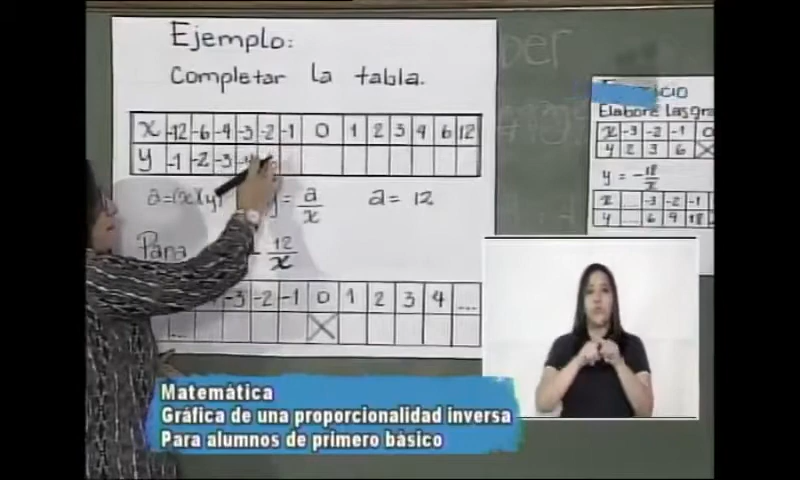 Ejemplo:
Completar la tabla.
x -12 -6 -4 -3 -2 -1 0 1 2 3 4 6 12
y -1 -2 -3 -4
a=(x)(y) y = a/x a = 12
Para 12/x
-3 -2 -1 0 1 2 3 4 ...
...
Elabore las gra
x -3 -2 -1 0
y 2 3 6
y = -18/x
x ... -3 -2 -1
y ... 6 9 18
Matemática
Gráfica de una proporcionalidad inversa
Para alumnos de primero básico